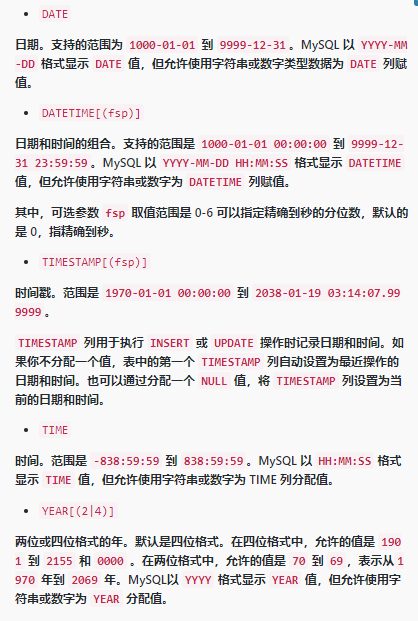 DATE
日期。支持的范围为 1000-01-01 到 9999-12-31。MySQL 以 YYYY-MM
-DD 格式显示 DATE 值，但允许使用字符串或数字类型数据为 DATE 列赋
值。
DATETIME[(fsp)]
日期和时间的组合。支持的范围是 1000-01-01 00:00:00 到 9999-12-
31 23:59:59。MySQL 以 YYYY-MM-DD HH:MM:SS 格式显示 DATETIME
值，但允许使用字符串或数字为 DATETIME 列赋值。
其中，可选参数 fsp 取值范围是 0-6 可以指定精确到秒的分位数，默认的
是 0，指精确到秒。
TIMESTAMP[(fsp)]
时间戳。范围是 1970-01-01 00:00:00 到 2038-01-19 03:14:07.99
9999。
TIMESTAMP 列用于执行 INSERT 或 UPDATE 操作时记录日期和时间。如
果你不分配一个值，表中的第一个 TIMESTAMP 列自动设置为最近操作的
日期和时间。也可以通过分配一个 NULL 值，将 TIMESTAMP 列设置为当
前的日期和时间。
TIME
时间。范围是 -838:59:59 到 838:59:59。MySQL 以 HH:MM:SS 格式
显示 TIME 值，但允许使用字符串或数字为 TIME 列分配值。
YEAR[(2|4)]
两位或四位格式的年。默认是四位格式。在四位格式中，允许的值是 190
1 到 2155 和 0000。在两位格式中，允许的值是 70 到 69，表示从 1
970 年到 2069 年。MySQL以 YYYY 格式显示 YEAR 值，但允许使用字
符串或数字为 YEAR 分配值。